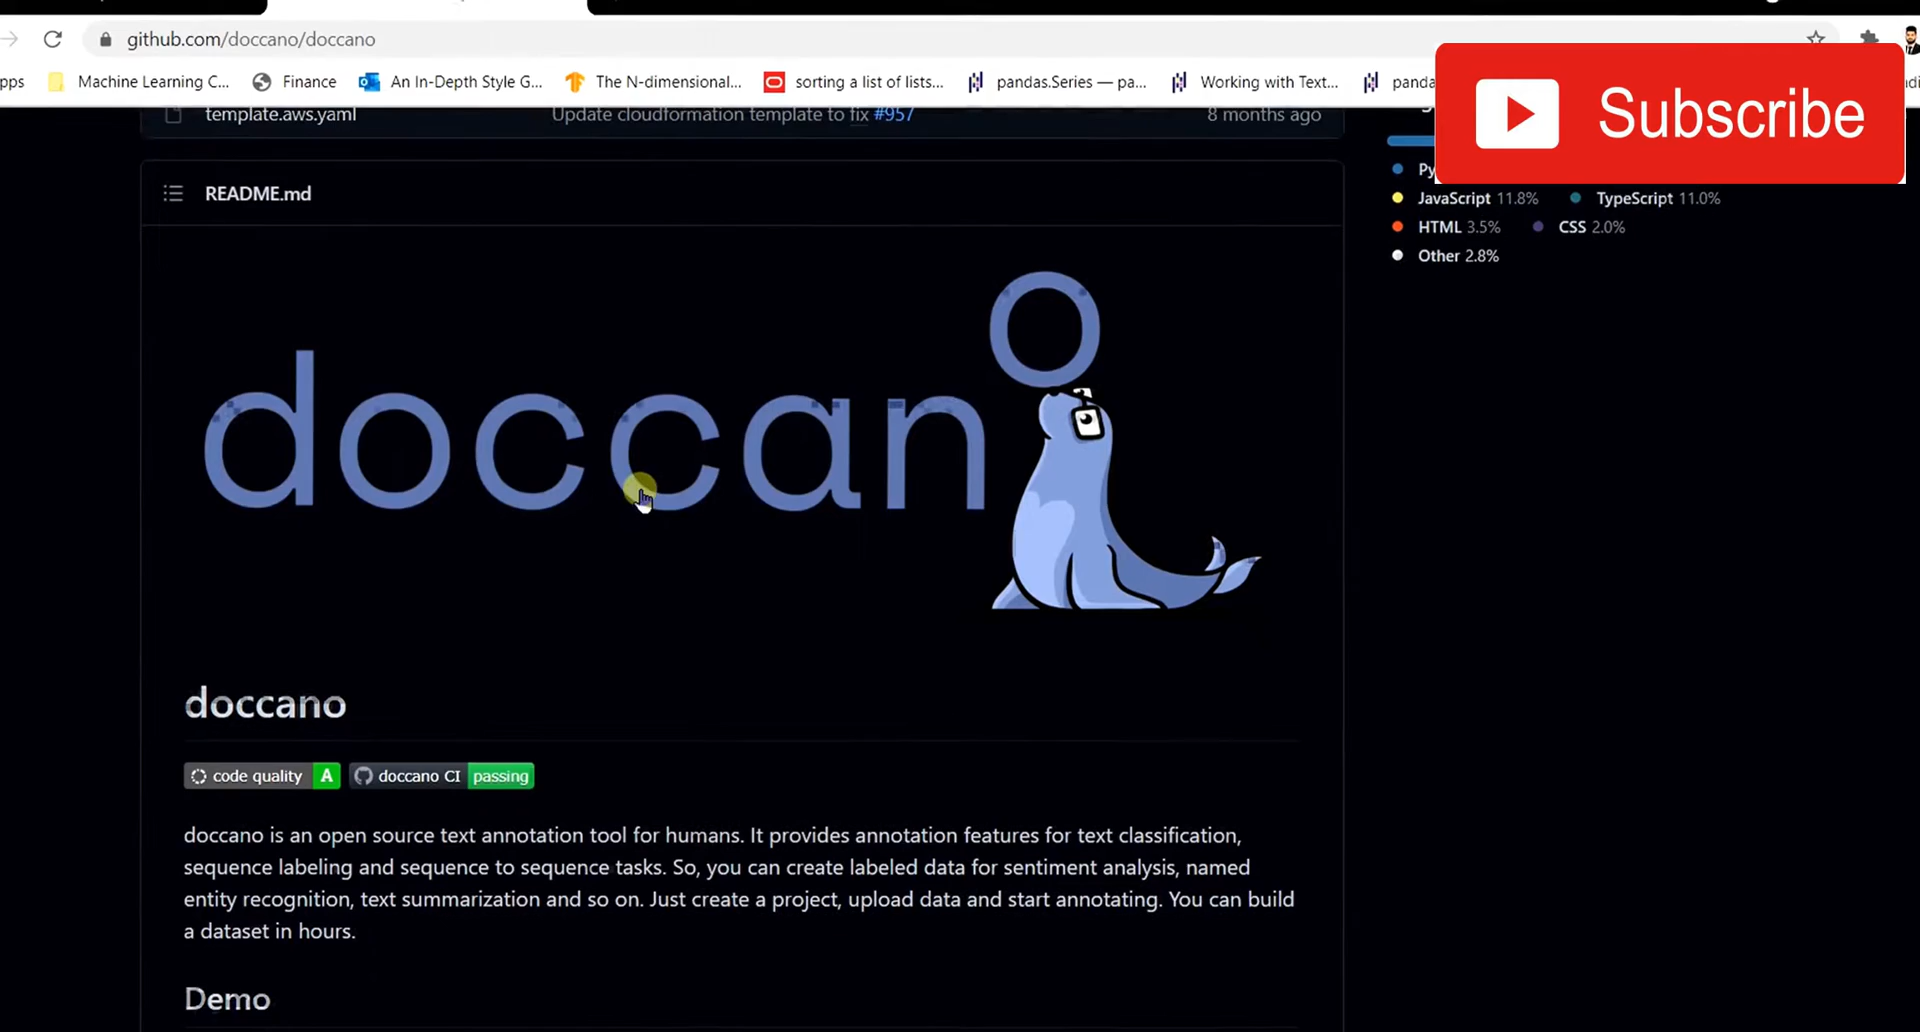 github.com/doccano/doccano
Machine Learning C... Finance An In-Depth Style G... The N-dimensional... sorting a list of lists... pandas.Series — pa... Working with Text...
Subscribe
template.aws.yaml Update cloudformation template to fix #957 8 months ago
README.md
JavaScript 11.8% TypeScript 11.0%
HTML 3.5% CSS 2.0%
Other 2.8%
doccano
doccano
code quality A doccano CI passing
doccano is an open source text annotation tool for humans. It provides annotation features for text classification,
sequence labeling and sequence to sequence tasks. So, you can create labeled data for sentiment analysis, named
entity recognition, text summarization and so on. Just create a project, upload data and start annotating. You can build
a dataset in hours.
Demo